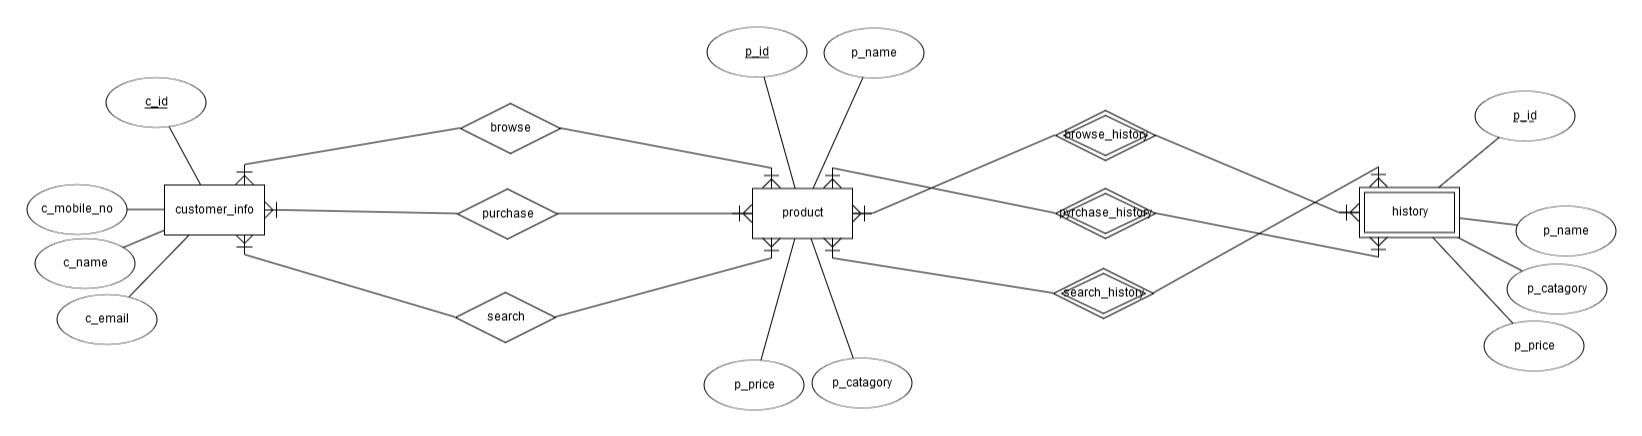 p_id
p_name
c_id
p_id
browse
browse_history
c_mobile_no
customer_info
purchase
product
pyrchase_history
history
p_name
c_name
search_history
p_catagory
c_email
search
p_price
p_price
p_catagory